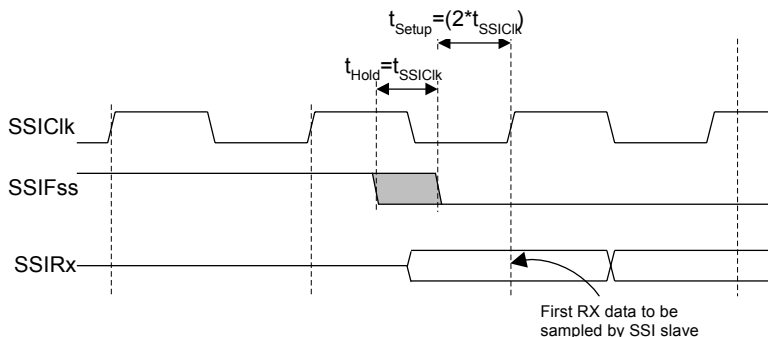 tSetup=(2*tSSIClk)
tHold=tSSIClk
SSIClk
SSIFss
SSIRx
First RX data to be
sampled by SSI slave